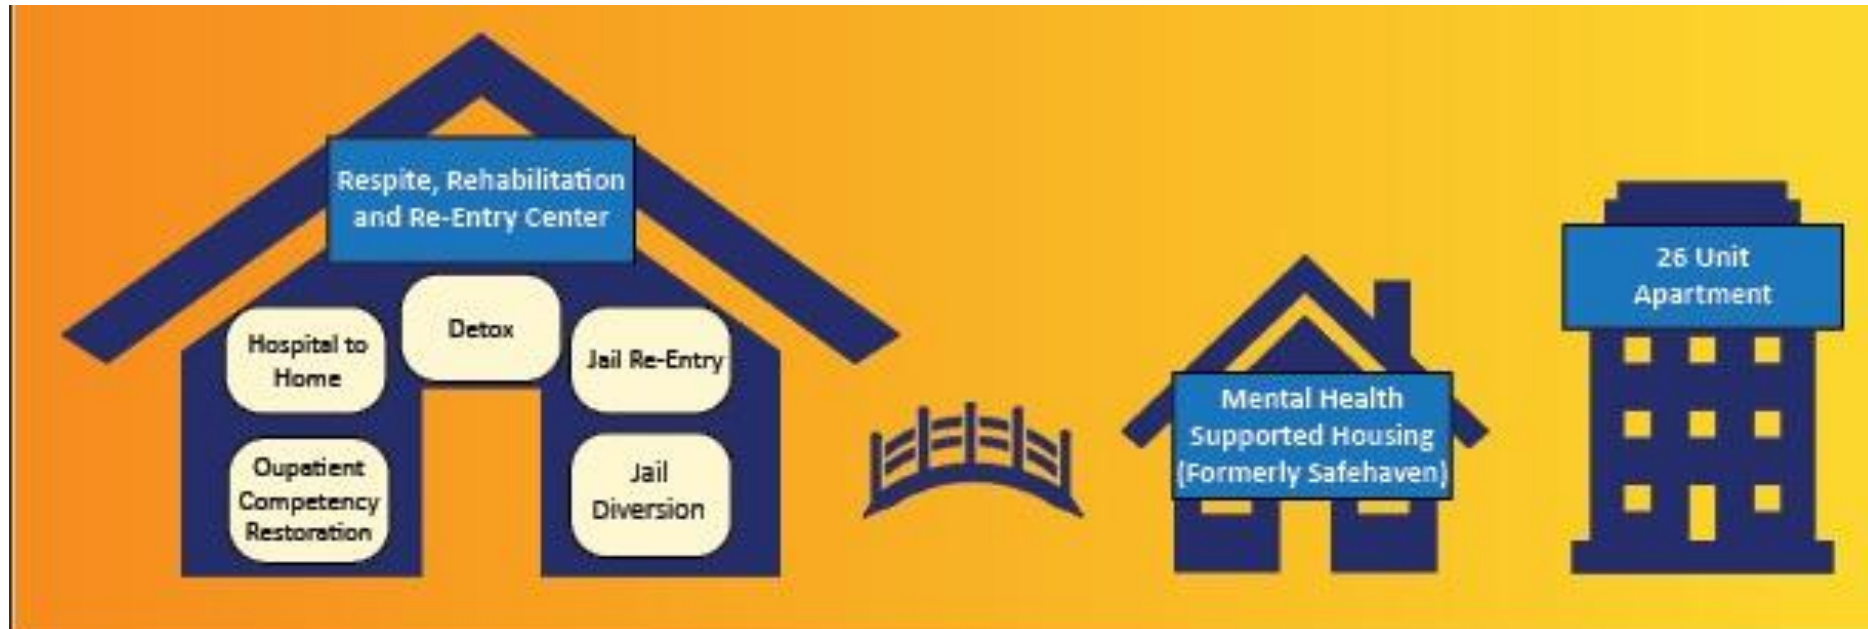 Respite, Rehabilitation
and Re-Entry Center
Detox
Hospital to
Home
Jail Re-Entry
Oupatient
Competency
Restoration
Jail
Diversion
Mental Health
Supported Housing
(Formerly Safehaven)
26 Unit
Apartment